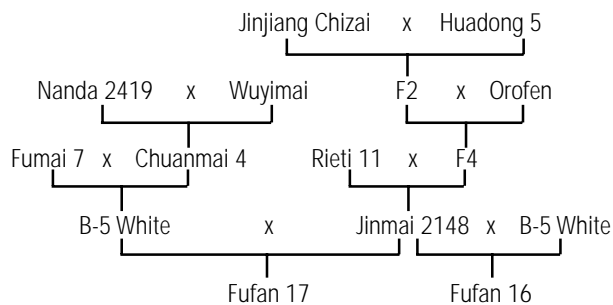 Jinjiang Chizai x Huadong 5
Nanda 2419 x Wuyimai F2 x Orofen
Fumai 7 x Chuanmai 4 Rieti 11 x F4
B-5 White x Jinmai 2148 x B-5 White
Fufan 17 Fufan 16